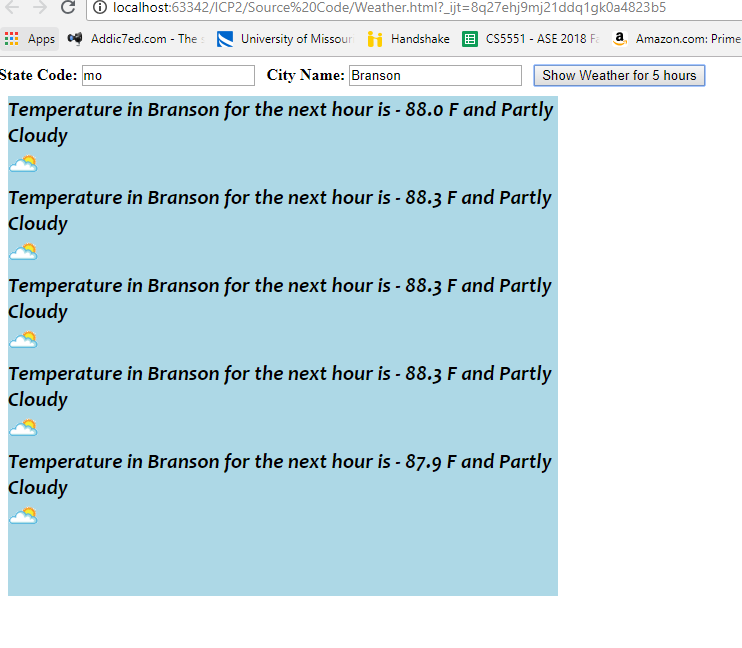 localhost:63342/ICP2/Source%20Code/Weather.html?_ijt=8q27ehj9mj21ddq1gk0a4823b5
Apps Addic7ed.com - The University of Missour Handshake CS5551 - ASE 2018 Fa Amazon.com: Prime
State Code: mo City Name: Branson Show Weather for 5 hours
Temperature in Branson for the next hour is - 88.0 F and Partly
Cloudy
Temperature in Branson for the next hour is - 88.3 F and Partly
Cloudy
Temperature in Branson for the next hour is - 88.3 F and Partly
Cloudy
Temperature in Branson for the next hour is - 88.3 F and Partly
Cloudy
Temperature in Branson for the next hour is - 87.9 F and Partly
Cloudy